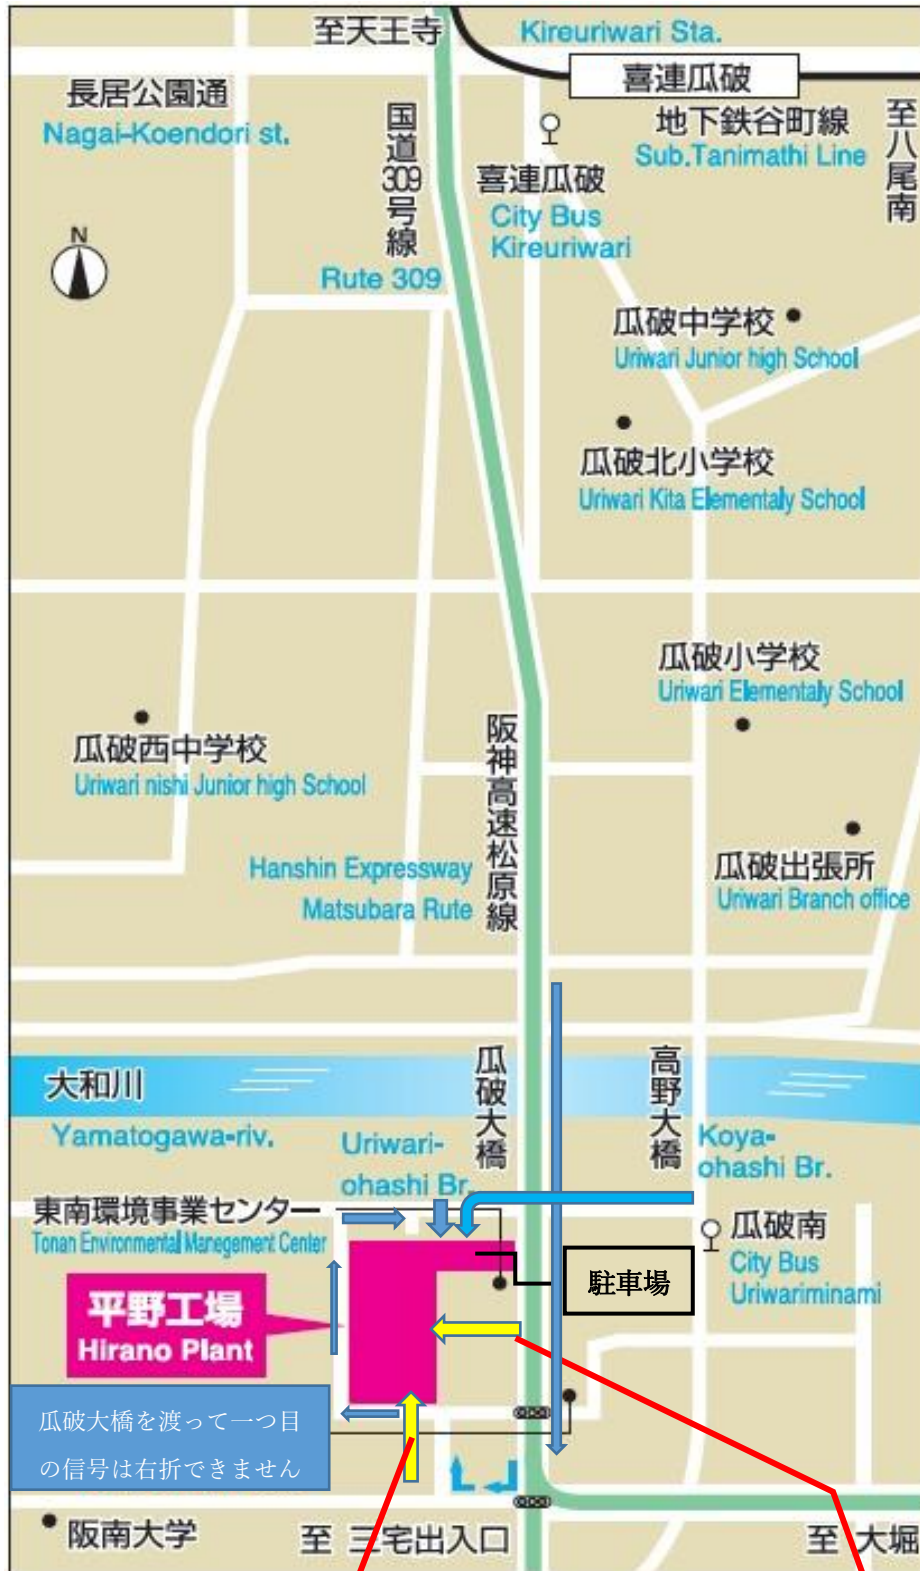 至天王寺
Kireuriwari Sta.
喜連瓜破
長居公園通
Nagai-Koendori st.
国道309号線
Rute 309
地下鉄谷町線
Sub.Tanimathi Line
至八尾南
喜連瓜破
City Bus
Kireuriwari
N
瓜破中学校
Uriwari Junior high School
瓜破北小学校
Uriwari Kita Elementaly School
瓜破小学校
Uriwari Elementaly School
瓜破西中学校
Uriwari nishi Junior high School
阪神高速松原線
Hanshin Expressway
Matsubara Rute
瓜破出張所
Uriwari Branch office
大和川
Yamatogawa-riv.
瓜破大橋
Uriwari-
ohashi Br.
高野大橋
Koya-
ohashi Br.
東南環境事業センター
Tonan Environmental Manegement Center
瓜破南
City Bus
Uriwariminami
駐車場
平野工場
Hirano Plant
瓜破大橋を渡って一つ目
の信号は右折できません
阪南大学
至 三宅出入口
至 大堀